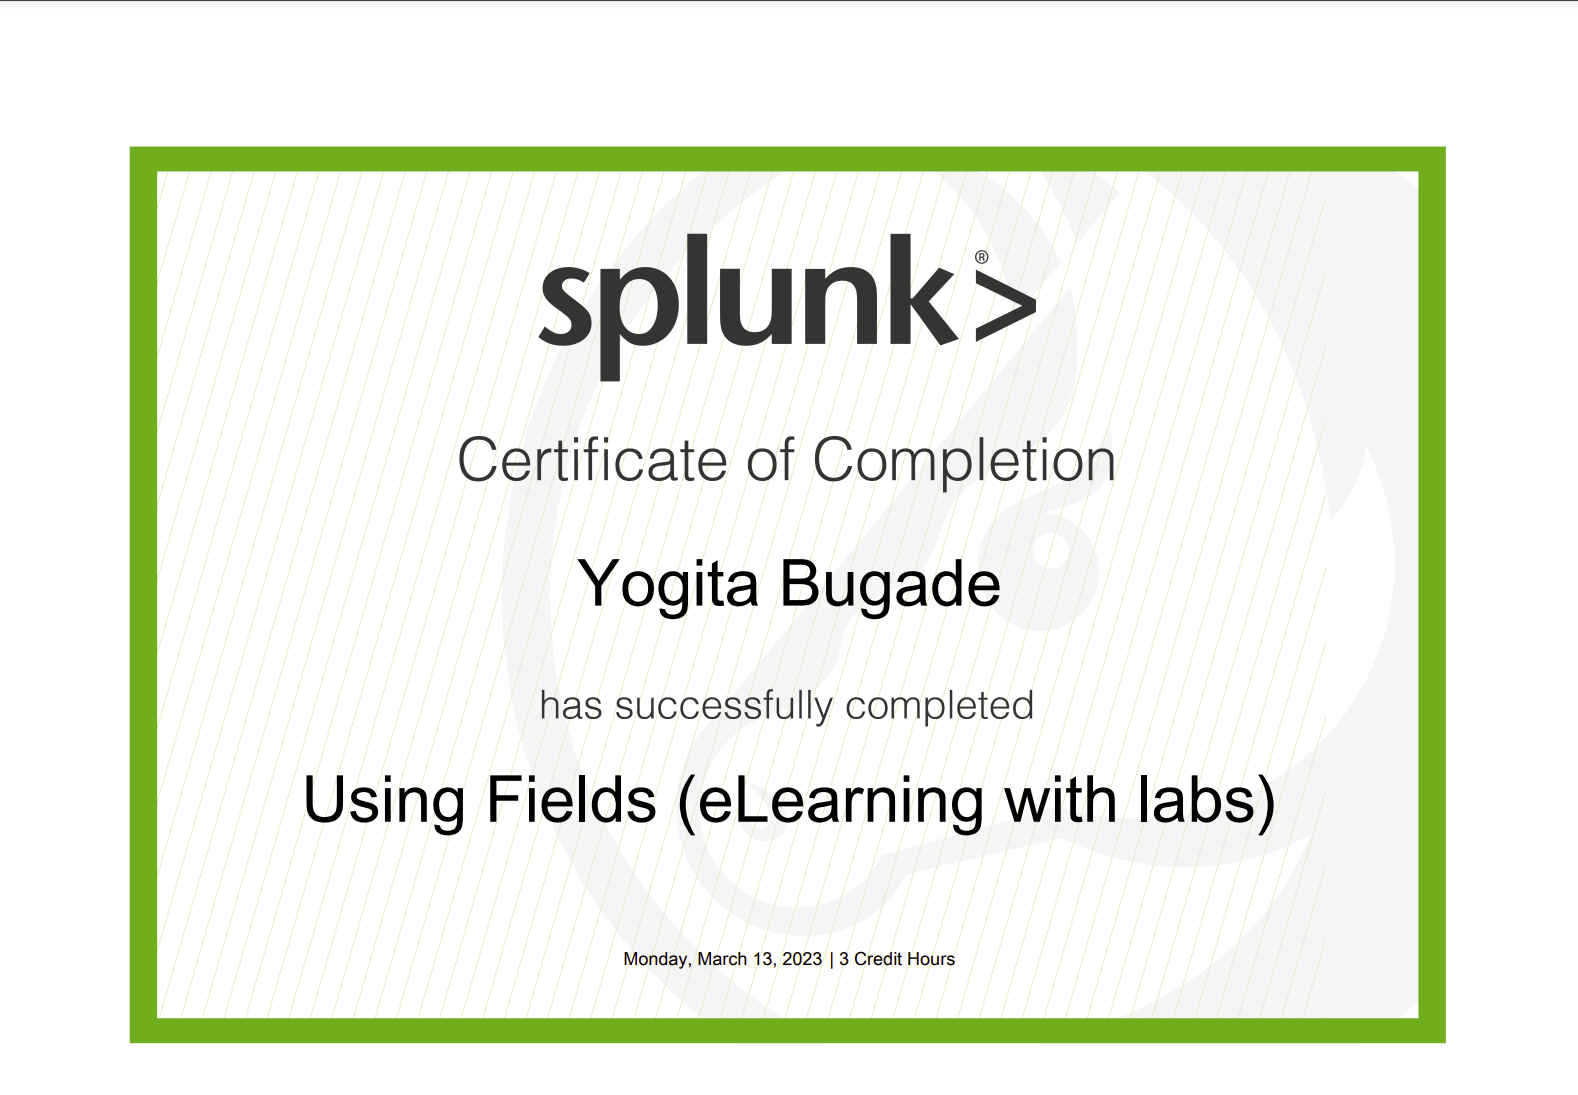 splunk>®
Certificate of Completion
Yogita Bugade
has successfully completed
Using Fields (eLearning with labs)
Monday, March 13, 2023 | 3 Credit Hours